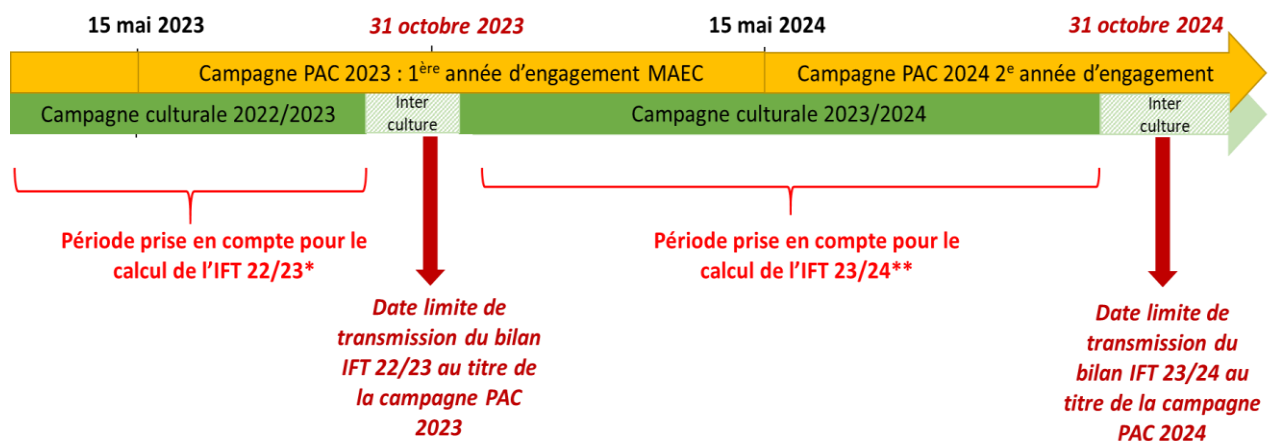 15 mai 2023
31 octobre 2023
15 mai 2024
31 octobre 2024
Campagne PAC 2023 : 1ère année d’engagement MAEC
Campagne PAC 2024 2e année d’engagement
Campagne culturale 2022/2023
Inter
culture
Campagne culturale 2023/2024
Inter
culture
Période prise en compte pour le
calcul de l’IFT 22/23*
Période prise en compte pour le
calcul de l’IFT 23/24**
Date limite de
transmission du bilan
IFT 22/23 au titre de
la campagne PAC
2023
Date limite de
transmission du
bilan IFT 23/24 au
titre de la campagne
PAC 2024